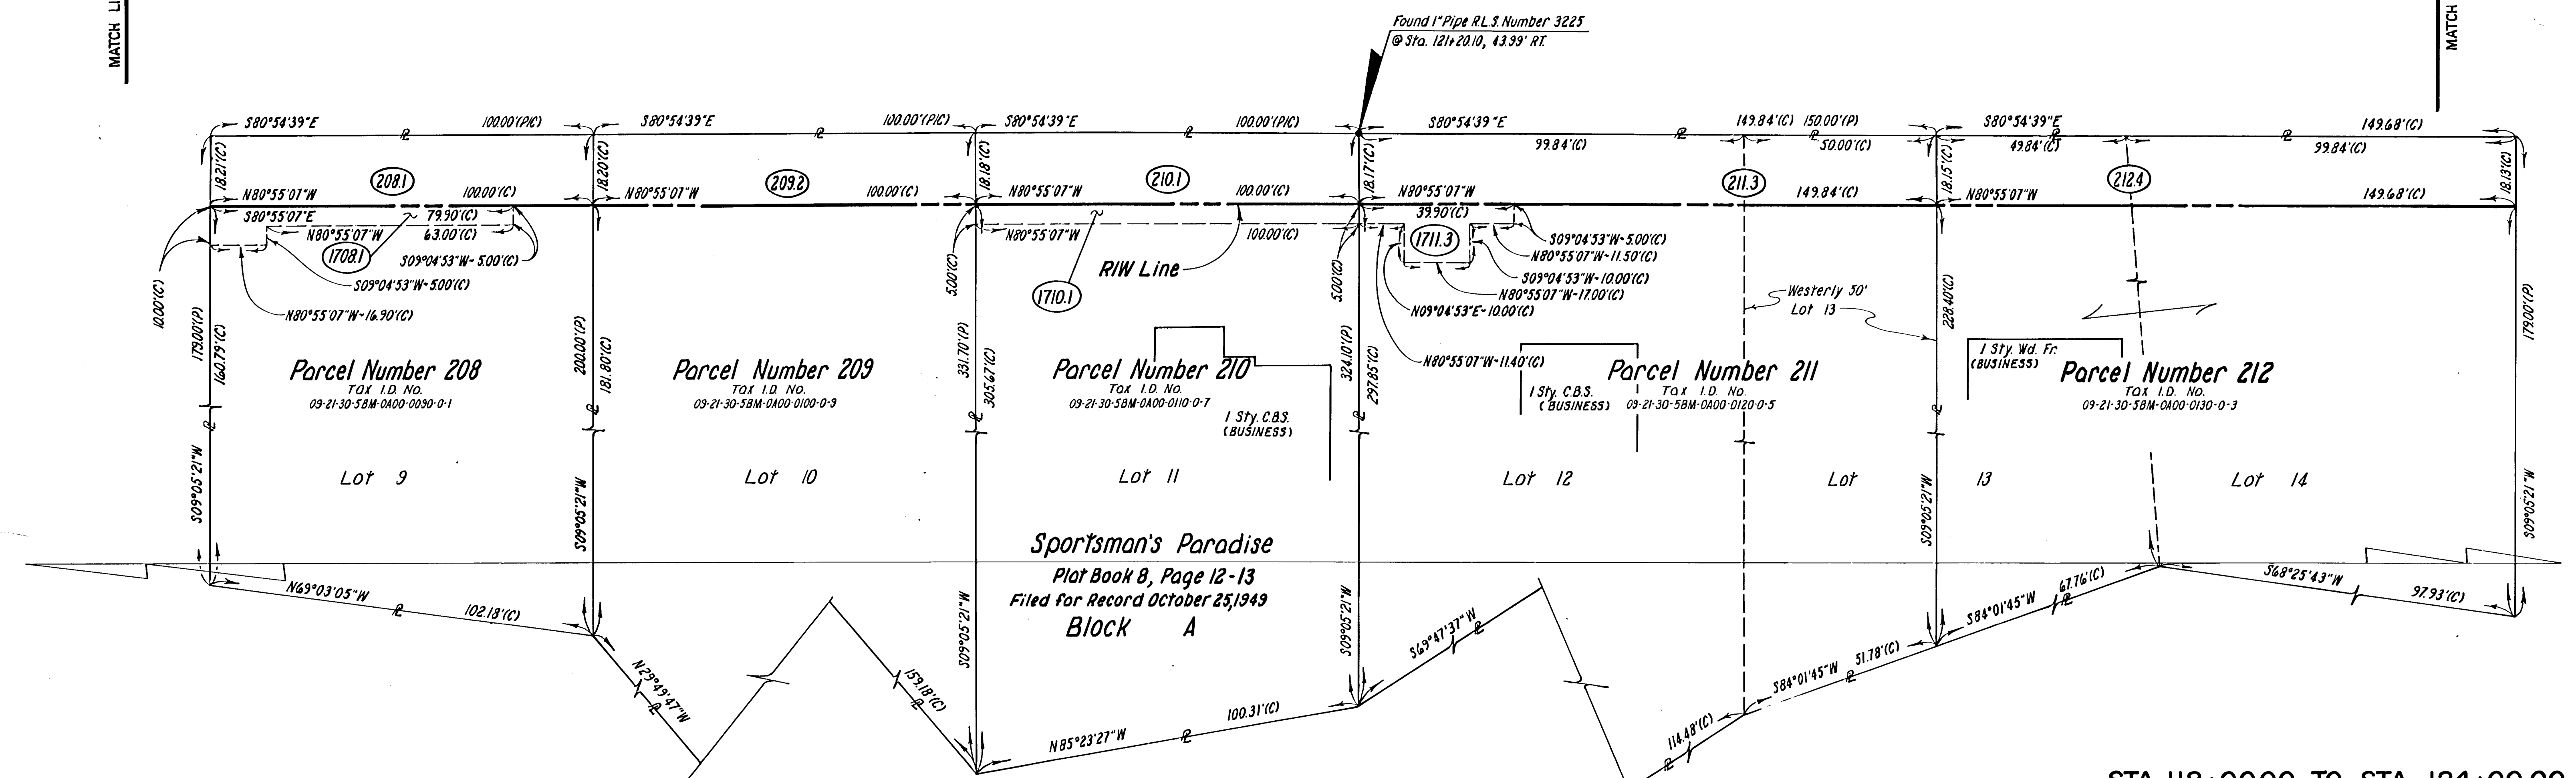 MATCH LI
MATCH
Found 1" Pipe R.L.S. Number 3225
@ Sta. 121+20.10, 43.99' RT.
S80°54'39"E
100.00'(P/C)
S80°54'39"E
100.00'(P/C)
S80°54'39"E
100.00'(P/C)
S80°54'39"E
149.84'(C) 150.00'(P)
S80°54'39"E
149.68'(C)
99.84'(C)
50.00'(C)
49.84'(C)
99.84'(C)
18.21'(C)
18.20'(C)
18.18'(C)
18.17'(C)
18.15'(C)
18.13'(C)
208.1
209.2
210.1
211.3
212.4
N80°55'07"W
100.00'(C)
N80°55'07"W
100.00'(C)
N80°55'07"W
100.00'(C)
N80°55'07"W
149.84'(C)
N80°55'07"W
149.68'(C)
S80°55'07"E
79.90'(C)
N80°55'07"W
63.00'(C)
1708.1
S09°04'53"W-5.00'(C)
S09°04'53"W-5.00'(C)
N80°55'07"W-16.90'(C)
10.00'(C)
N80°55'07"W
100.00'(C)
5.00'(C)
5.00'(C)
R/W Line
1710.1
39.90'(C)
1711.3
S09°04'53"W-5.00'(C)
N80°55'07"W-11.50'(C)
S09°04'53"W-10.00'(C)
N80°55'07"W-17.00'(C)
N09°04'53"E-10.00'(C)
N80°55'07"W-11.40'(C)
Westerly 50'
Lot 13
179.00'(P)
160.79'(C)
200.00'(P)
181.80'(C)
331.70'(P)
305.67'(C)
324.10'(P)
297.85'(C)
228.40'(C)
179.00'(P)
Parcel Number 208
Tax I.D. No.
09-21-30-5BM-0A00-0090-0-1
Parcel Number 209
Tax I.D. No.
09-21-30-5BM-0A00-0100-0-9
Parcel Number 210
Tax I.D. No.
09-21-30-5BM-0A00-0110-0-7
1 Sty. C.B.S.
(BUSINESS)
Parcel Number 211
Tax I.D. No.
09-21-30-5BM-0A00-0120-0-5
1 Sty. C.B.S.
(BUSINESS)
1 Sty. Wd. Fr.
(BUSINESS)
Parcel Number 212
Tax I.D. No.
09-21-30-5BM-0A00-0130-0-3
Lot 9
Lot 10
Lot 11
Lot 12
Lot 13
Lot 14
S09°05'21"W
S09°05'21"W
S09°05'21"W
S09°05'21"W
S09°05'21"W
S09°05'21"W
Sportsman's Paradise
Plat Book 8, Page 12-13
Filed for Record October 25,1949
Block A
N69°03'05"W
102.18'(C)
N29°49'47"W
159.18'(C)
N85°23'27"W
100.31'(C)
S69°47'37"W
114.48'(C)
S84°01'45"W
51.78'(C)
S84°01'45"W
67.76'(C)
S68°25'43"W
97.93'(C)
STA. 118+00.00 TO STA. 124+00.00